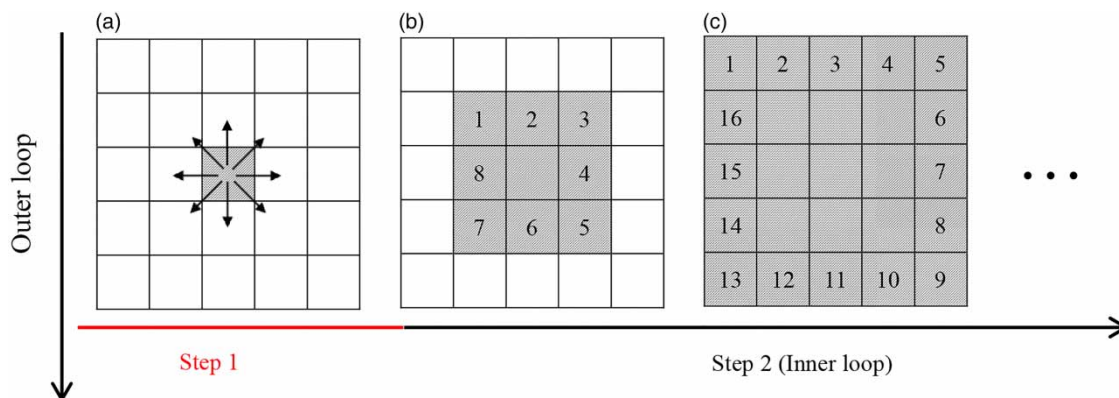 (a)
(b)
(c)
Outer loop
1 2 3
8 4
7 6 5
1 2 3 4 5
16 6
15 7
14 8
13 12 11 10 9
• • •
Step 1
Step 2 (Inner loop)